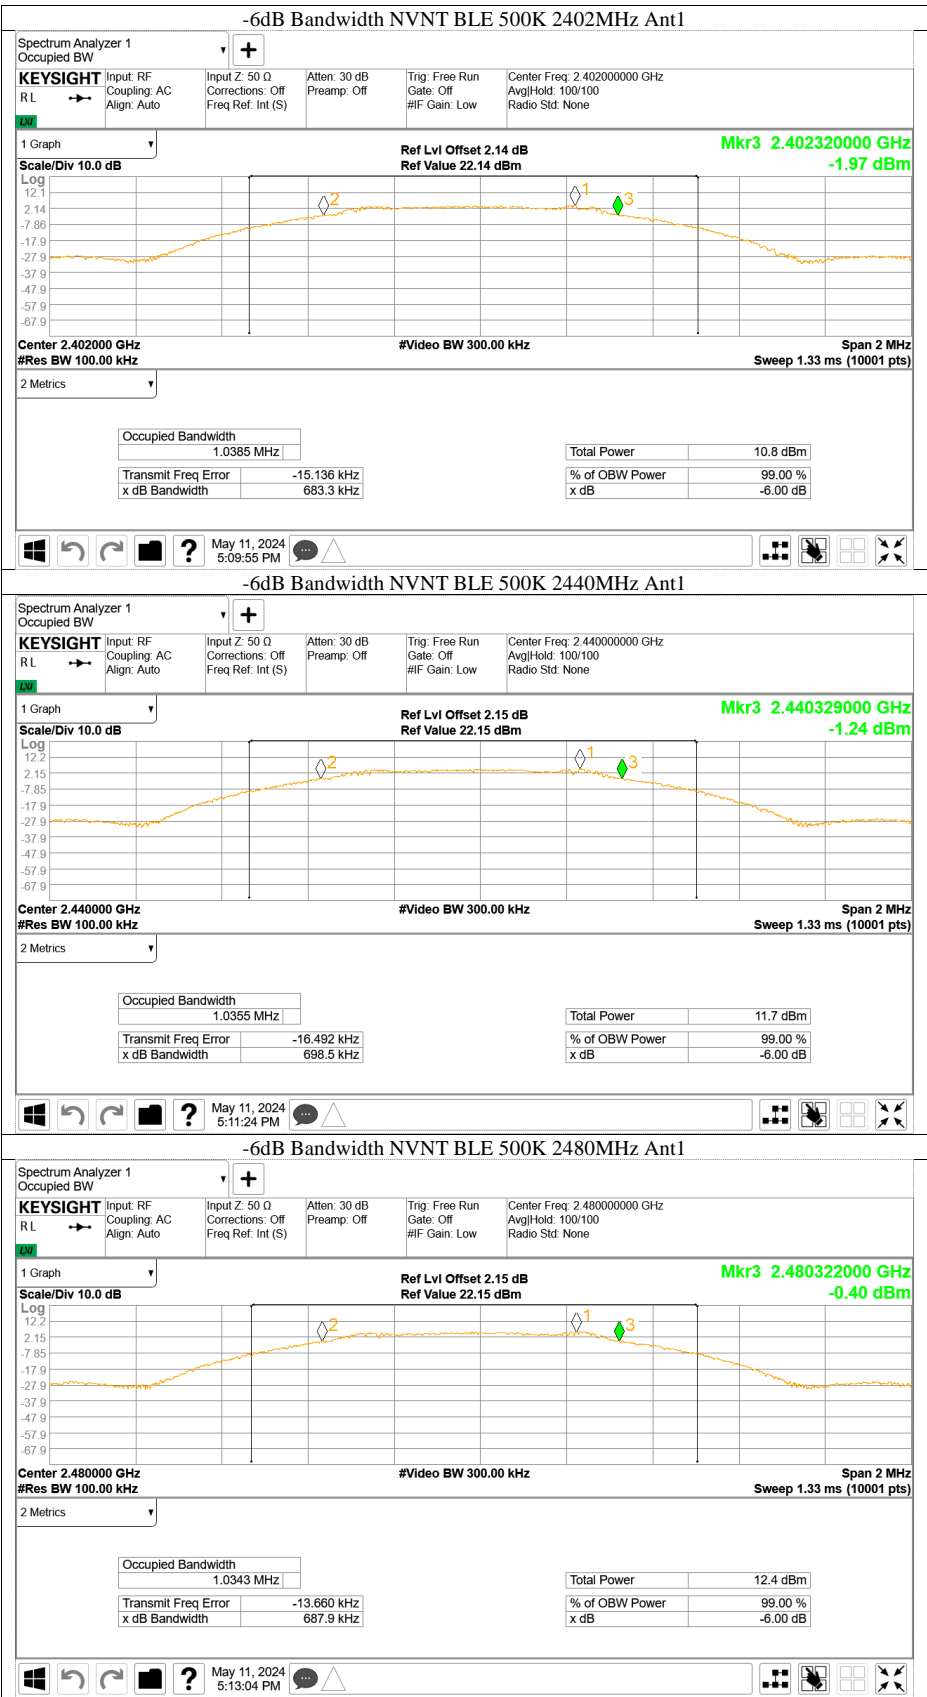 -6dB Bandwidth NVNT BLE 500K 2402MHz Ant1
Spectrum Analyzer 1
Occupied BW
KEYSIGHT Input: RF Input Z: 50 Ω Atten: 30 dB Trig: Free Run Center Freq: 2.402000000 GHz
RL Coupling: AC Corrections: Off Preamp: Off Gate: Off Avg|Hold: 100/100
Align: Auto Freq Ref: Int (S) #IF Gain: Low Radio Std: None
LXI
1 Graph Ref Lvl Offset 2.14 dB Mkr3 2.402320000 GHz
Scale/Div 10.0 dB Ref Value 22.14 dBm -1.97 dBm
Log
12.1
2.14
-7.86
-17.9
-27.9
-37.9
-47.9
-57.9
-67.9
2 1 3
Center 2.402000 GHz #Video BW 300.00 kHz Span 2 MHz
#Res BW 100.00 kHz Sweep 1.33 ms (10001 pts)
2 Metrics
Occupied Bandwidth
1.0385 MHz Total Power 10.8 dBm
Transmit Freq Error -15.136 kHz % of OBW Power 99.00 %
x dB Bandwidth 683.3 kHz x dB -6.00 dB
? May 11, 2024
5:09:55 PM
-6dB Bandwidth NVNT BLE 500K 2440MHz Ant1
Spectrum Analyzer 1
Occupied BW
KEYSIGHT Input: RF Input Z: 50 Ω Atten: 30 dB Trig: Free Run Center Freq: 2.440000000 GHz
RL Coupling: AC Corrections: Off Preamp: Off Gate: Off Avg|Hold: 100/100
Align: Auto Freq Ref: Int (S) #IF Gain: Low Radio Std: None
LXI
1 Graph Ref Lvl Offset 2.15 dB Mkr3 2.440329000 GHz
Scale/Div 10.0 dB Ref Value 22.15 dBm -1.24 dBm
Log
12.2
2.15
-7.85
-17.9
-27.9
-37.9
-47.9
-57.9
-67.9
2 1 3
Center 2.440000 GHz #Video BW 300.00 kHz Span 2 MHz
#Res BW 100.00 kHz Sweep 1.33 ms (10001 pts)
2 Metrics
Occupied Bandwidth
1.0355 MHz Total Power 11.7 dBm
Transmit Freq Error -16.492 kHz % of OBW Power 99.00 %
x dB Bandwidth 698.5 kHz x dB -6.00 dB
? May 11, 2024
5:11:24 PM
-6dB Bandwidth NVNT BLE 500K 2480MHz Ant1
Spectrum Analyzer 1
Occupied BW
KEYSIGHT Input: RF Input Z: 50 Ω Atten: 30 dB Trig: Free Run Center Freq: 2.480000000 GHz
RL Coupling: AC Corrections: Off Preamp: Off Gate: Off Avg|Hold: 100/100
Align: Auto Freq Ref: Int (S) #IF Gain: Low Radio Std: None
LXI
1 Graph Ref Lvl Offset 2.15 dB Mkr3 2.480322000 GHz
Scale/Div 10.0 dB Ref Value 22.15 dBm -0.40 dBm
Log
12.2
2.15
-7.85
-17.9
-27.9
-37.9
-47.9
-57.9
-67.9
2 1 3
Center 2.480000 GHz #Video BW 300.00 kHz Span 2 MHz
#Res BW 100.00 kHz Sweep 1.33 ms (10001 pts)
2 Metrics
Occupied Bandwidth
1.0343 MHz Total Power 12.4 dBm
Transmit Freq Error -13.660 kHz % of OBW Power 99.00 %
x dB Bandwidth 687.9 kHz x dB -6.00 dB
? May 11, 2024
5:13:04 PM